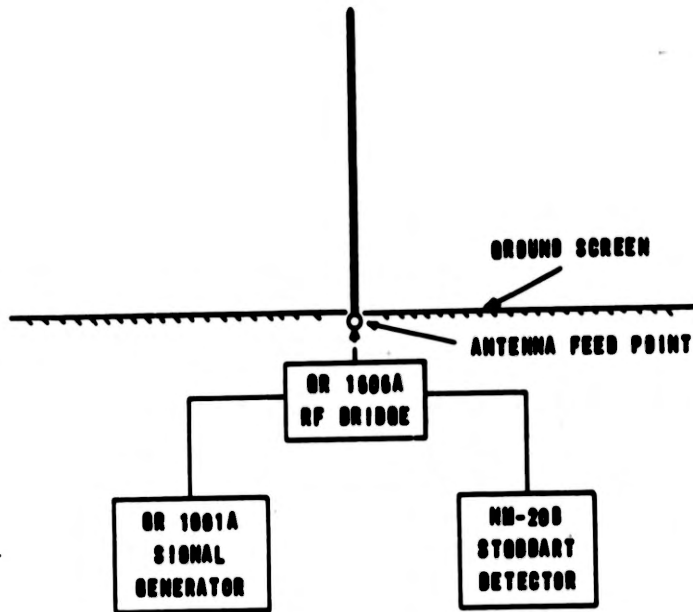 GROUND SCREEN
ANTENNA FEED POINT
GR 1606A
RF BRIDGE
GR 1001A
SIGNAL
GENERATOR
NM-20B
STODDART
DETECTOR